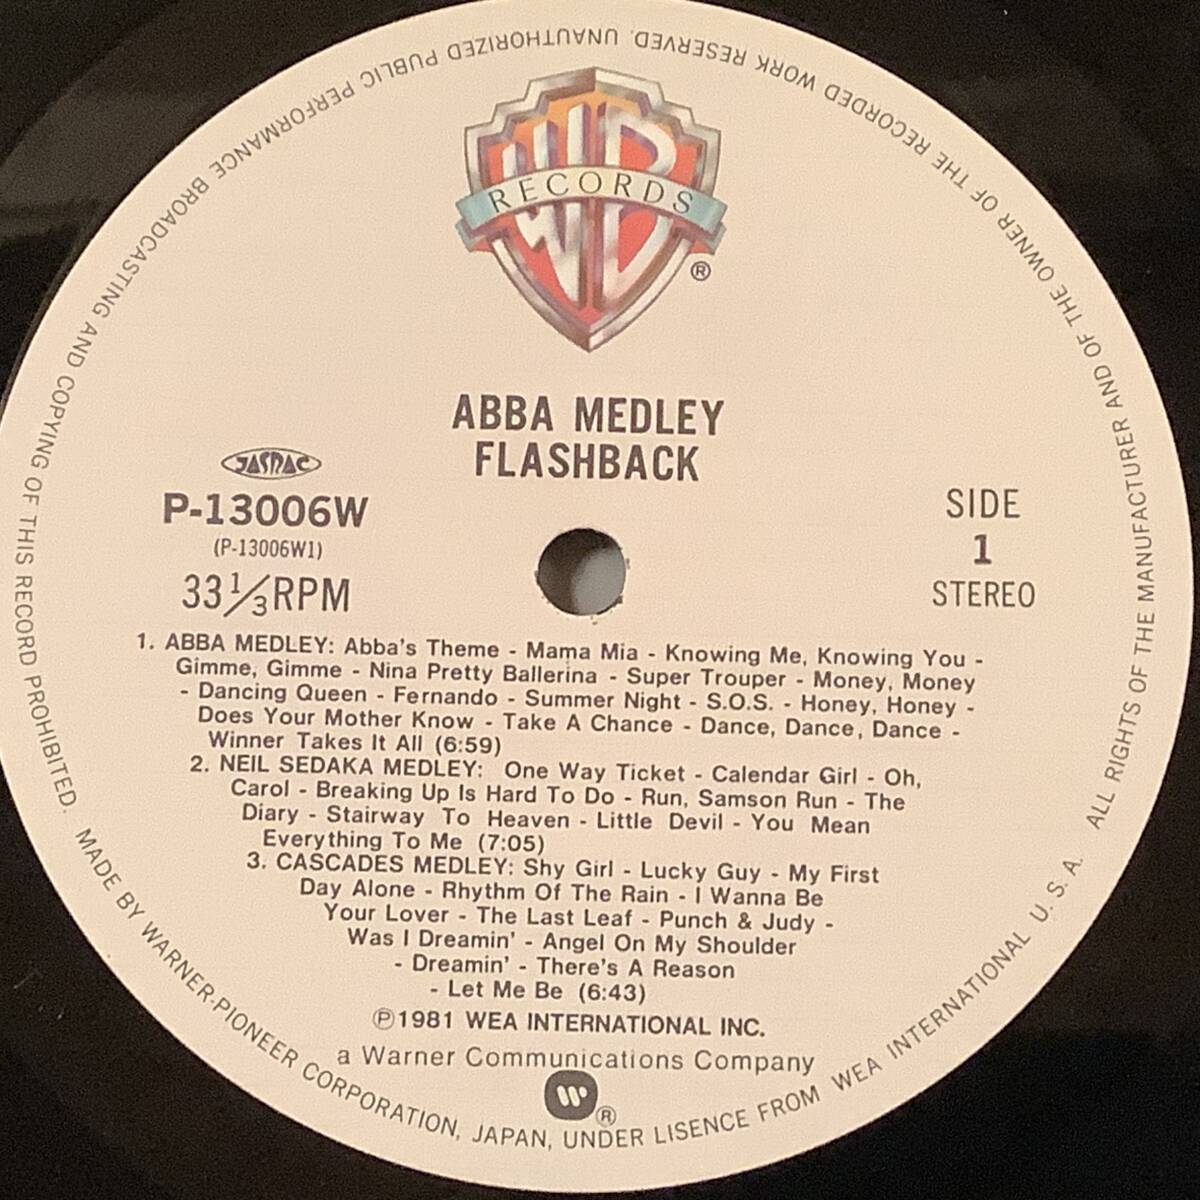 WB
RECORDS
®
ABBA MEDLEY
FLASHBACK
JASRAC
P-13006W
(P-13006W1)
33 1/3 RPM
SIDE
1
STEREO
1. ABBA MEDLEY: Abba's Theme - Mama Mia - Knowing Me, Knowing You -
Gimme, Gimme - Nina Pretty Ballerina - Super Trouper - Money, Money
- Dancing Queen - Fernando - Summer Night - S.O.S. - Honey, Honey -
Does Your Mother Know - Take A Chance - Dance, Dance, Dance -
Winner Takes It All (6:59)
2. NEIL SEDAKA MEDLEY: One Way Ticket - Calendar Girl - Oh,
Carol - Breaking Up Is Hard To Do - Run, Samson Run - The
Diary - Stairway To Heaven - Little Devil - You Mean
Everything To Me (7:05)
3. CASCADES MEDLEY: Shy Girl - Lucky Guy - My First
Day Alone - Rhythm Of The Rain - I Wanna Be
Your Lover - The Last Leaf - Punch & Judy -
Was I Dreamin' - Angel On My Shoulder
- Dreamin' - There's A Reason
- Let Me Be (6:43)
℗1981 WEA INTERNATIONAL INC.
a Warner Communications Company
®
MADE BY WARNER-PIONEER CORPORATION, JAPAN, UNDER LISENCE FROM WEA INTERNATIONAL U. S. A. ALL RIGHTS OF THE MANUFACTURER AND OF THE OWNER OF THE RECORDED WORK RESERVED. UNAUTHORIZED PUBLIC PERFORMANCE BROADCASTING AND COPYING OF THIS RECORD PROHIBITED.